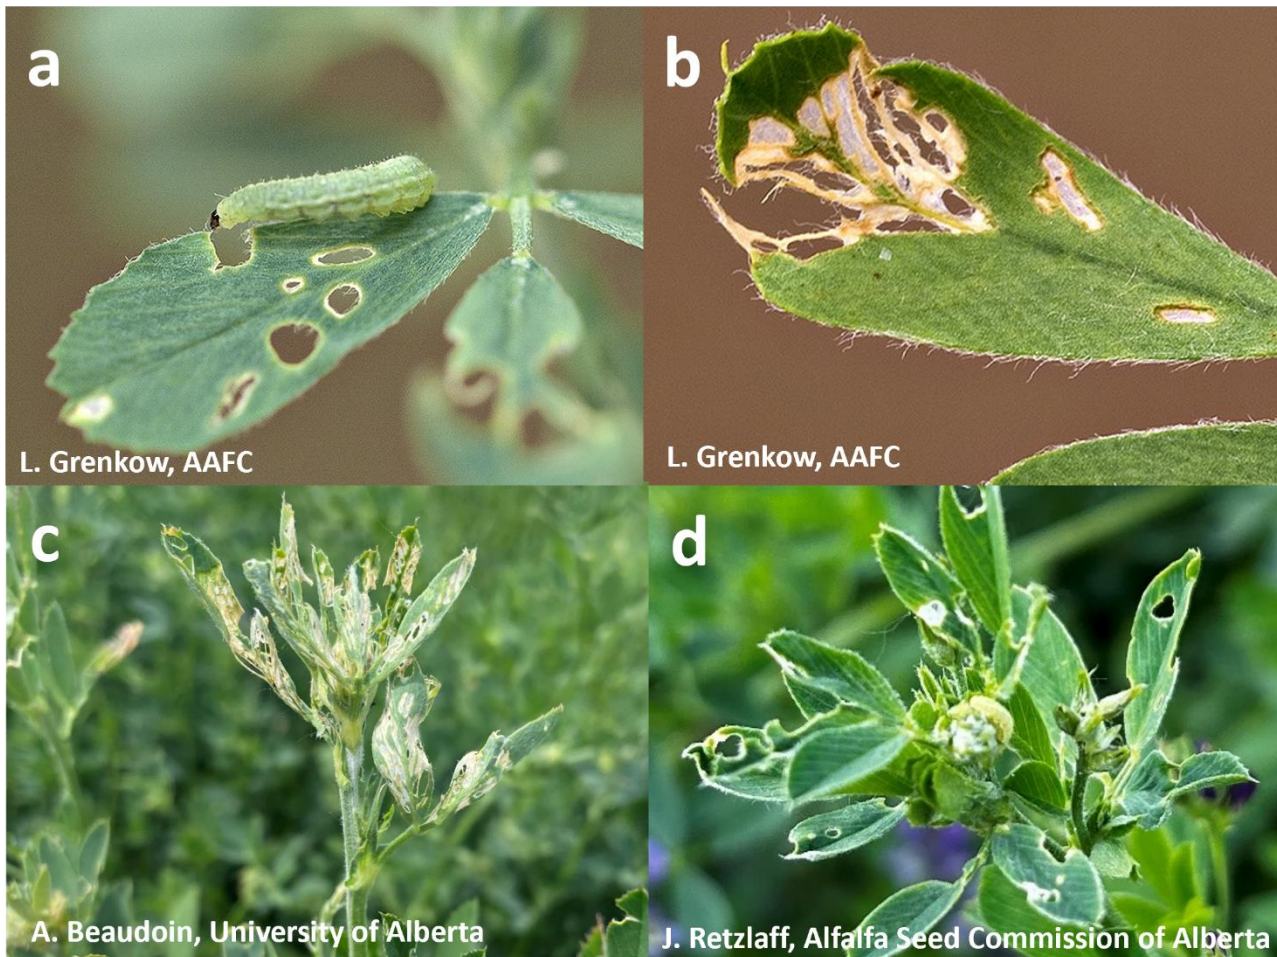 a
b
L. Grenkow, AAFC
L. Grenkow, AAFC
c
d
A. Beaudoin, University of Alberta
J. Retzlaff, Alfalfa Seed Commission of Alberta